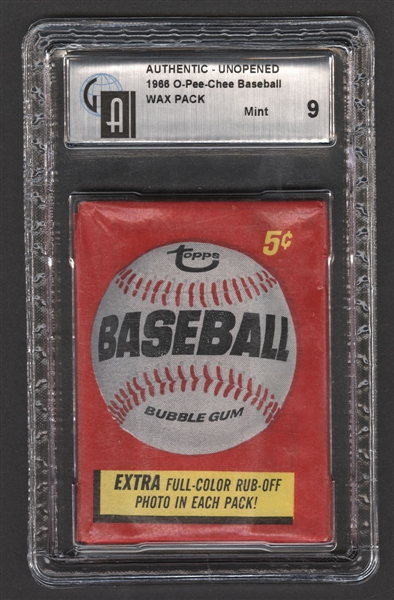 AUTHENTIC - UNOPENED
1966 O-Pee-Chee Baseball
WAX PACK
Mint 9
GAI
5¢
topps
BASEBALL
BUBBLE GUM
EXTRA FULL-COLOR RUB-OFF
PHOTO IN EACH PACK!